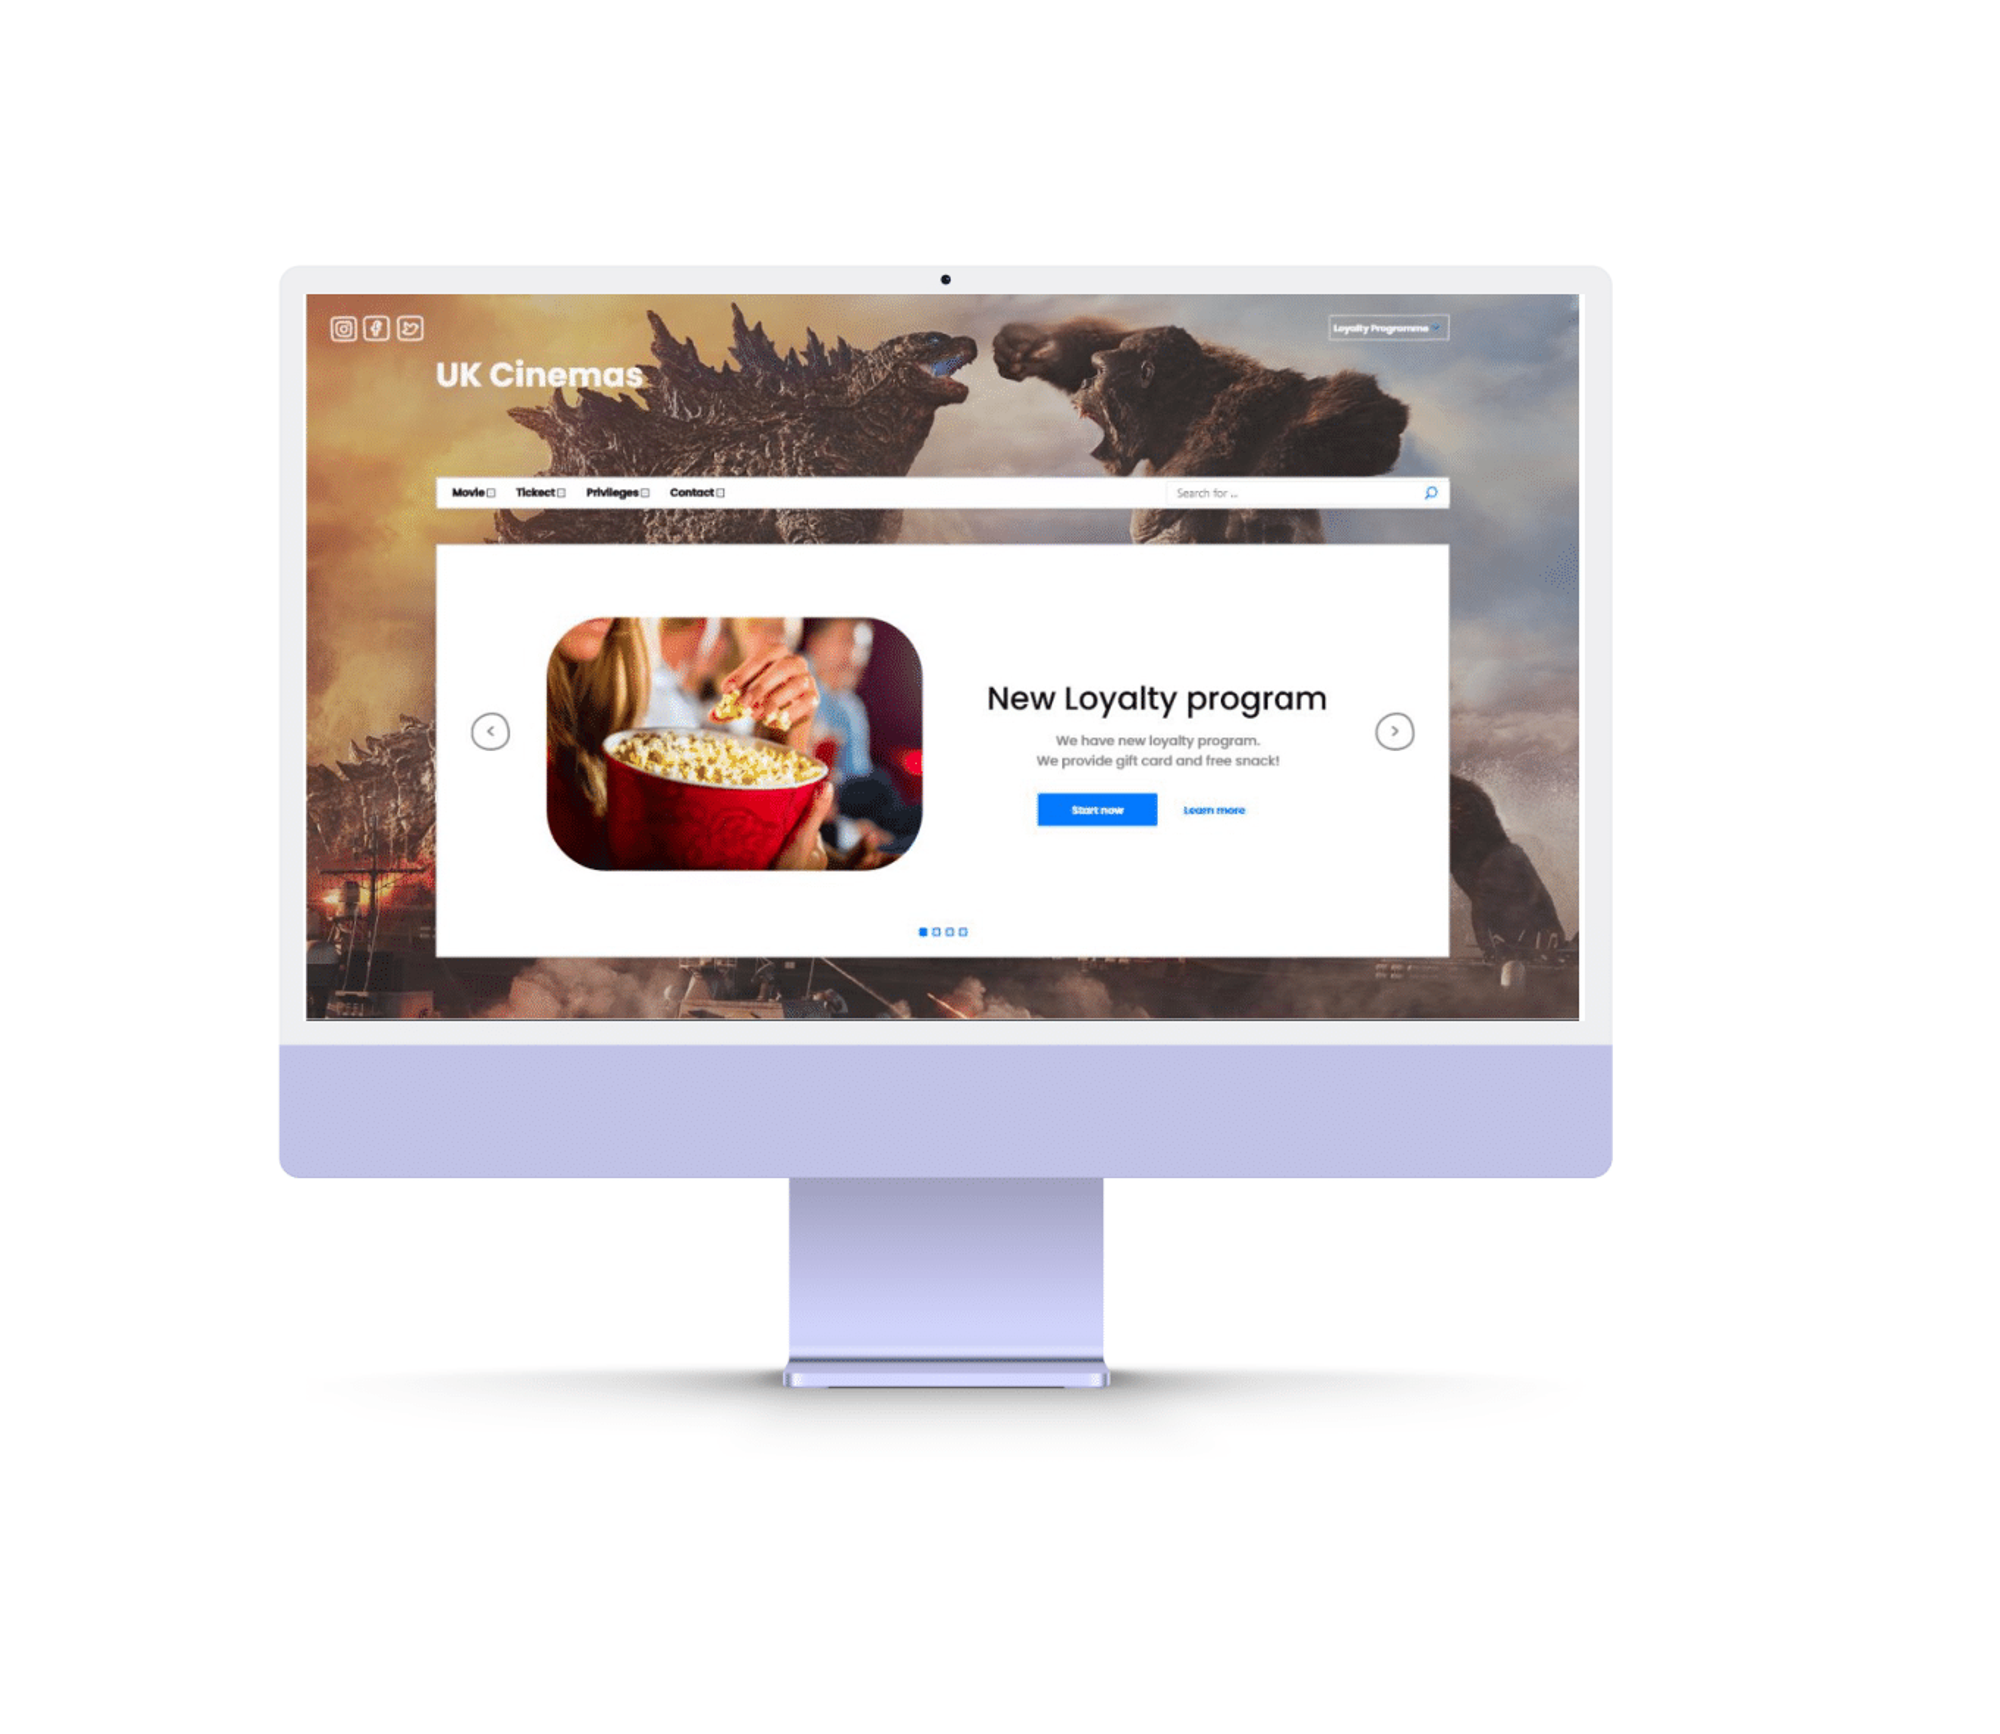 Loyalty Programme
UK Cinemas
Movie Tickect Privileges Contact Search for ...
New Loyalty program
We have new loyalty program.
We provide gift card and free snack!
Start now Learn more